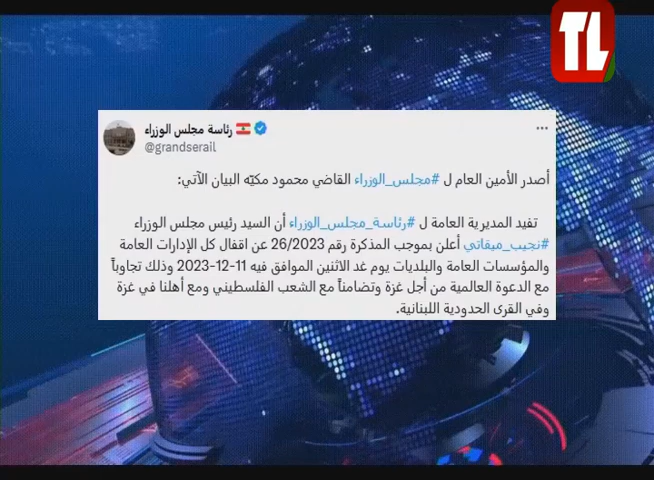 TL
رئاسة مجلس الوزراء
@grandserail
أصدر الأمين العام ل #مجلس_الوزراء القاضي محمود مكيّه البيان الآتي:
تفيد المديرية العامة ل #رئاسة_مجلس_الوزراء أن السيد رئيس مجلس الوزراء
#نجيب_ميقاتي أعلن بموجب المذكرة رقم 26/2023 عن اقفال كل الإدارات العامة
والمؤسسات العامة والبلديات يوم غد الاثنين الموافق فيه 11-12-2023 وذلك تجاوباً
مع الدعوة العالمية من أجل غزة وتضامناً مع الشعب الفلسطيني ومع أهلنا في غزة
وفي القرى الحدودية اللبنانية.